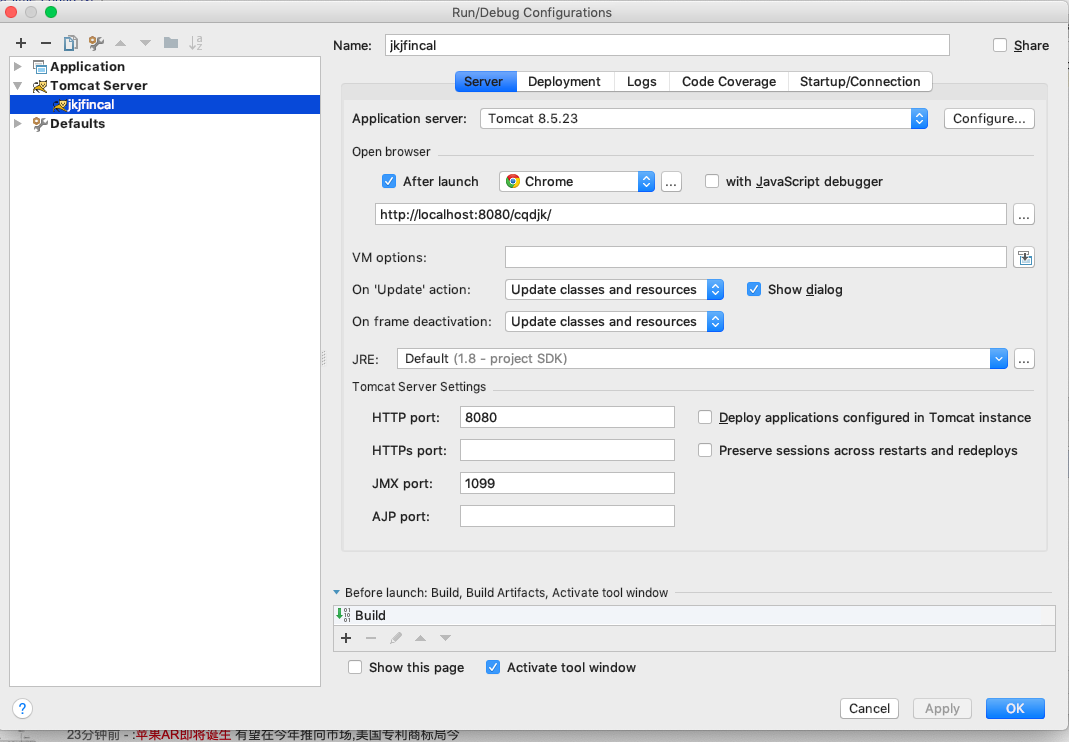 Run/Debug Configurations
Application
Tomcat Server
jkjfincal
Defaults
Name: jkjfincal Share
Server Deployment Logs Code Coverage Startup/Connection
Application server: Tomcat 8.5.23 Configure...
Open browser
After launch Chrome ... with JavaScript debugger
http://localhost:8080/cqdjk/ ...
VM options:
On 'Update' action: Update classes and resources Show dialog
On frame deactivation: Update classes and resources
JRE: Default (1.8 - project SDK) ...
Tomcat Server Settings
HTTP port: 8080 Deploy applications configured in Tomcat instance
HTTPs port: Preserve sessions across restarts and redeploys
JMX port: 1099
AJP port:
Before launch: Build, Build Artifacts, Activate tool window
Build
Show this page Activate tool window
? Cancel Apply OK
23分钟前 - :苹果AR即将诞生 有望在今年推向市场,美国专利商标局今